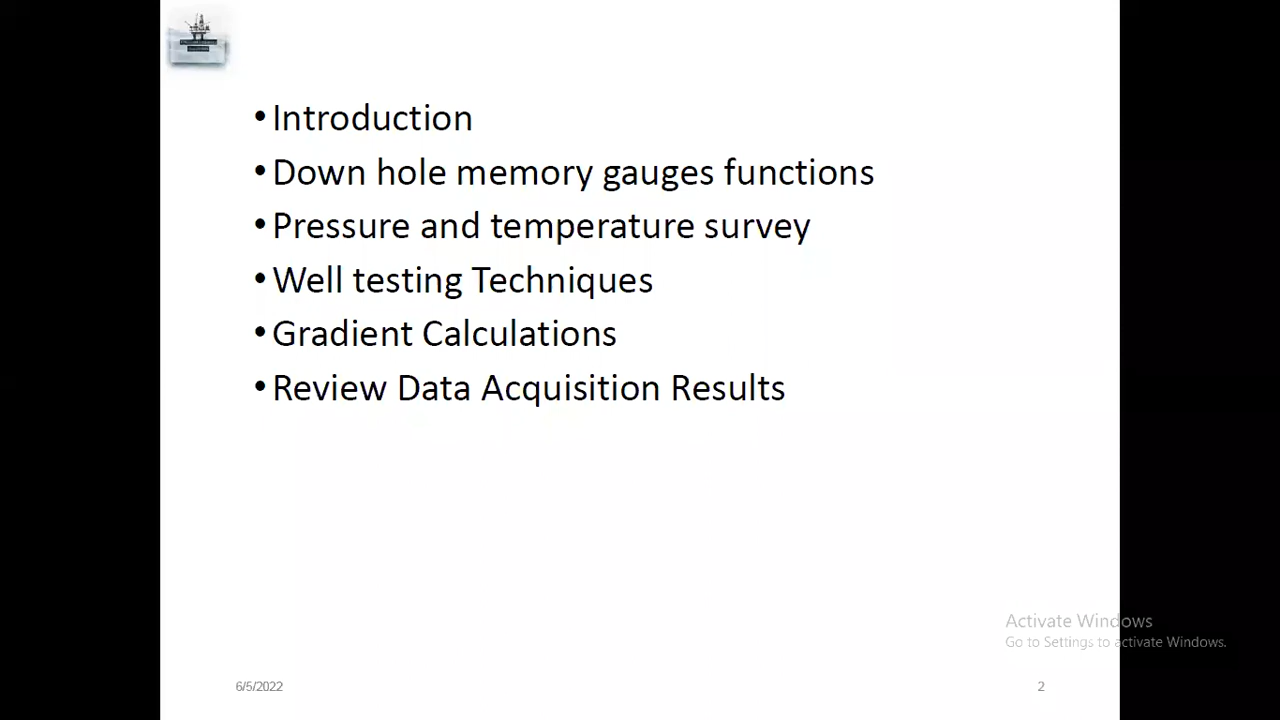 • Introduction
• Down hole memory gauges functions
• Pressure and temperature survey
• Well testing Techniques
• Gradient Calculations
• Review Data Acquisition Results
Activate Windows
Go to Settings to activate Windows.
6/5/2022
2